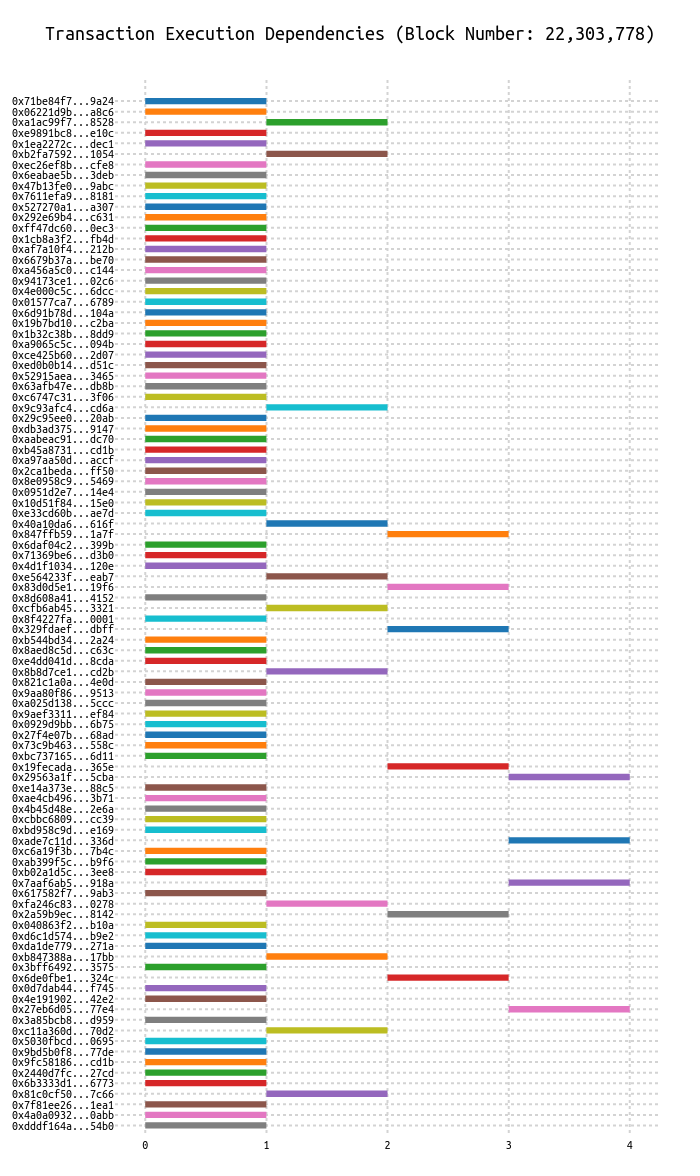 Transaction Execution Dependencies (Block Number: 22,303,778)
0x71be84f7...9a24
0x06221d9b...a8c6
0xa1ac99f7...8528
0xe9891bc8...e10c
0x1ea2272c...dec1
0xb2fa7592...1054
0xec26ef8b...cfe8
0x6eabae5b...3deb
0x47b13fe0...9abc
0x7611efa9...8181
0x527270a1...a307
0x292e69b4...c631
0xff47dc60...0ec3
0x1cb8a3f2...fb4d
0xaf7a10f4...212b
0x6679b37a...be70
0xa456a5c0...c144
0x94173ce1...02c6
0x4e000c5c...6dcc
0x01577ca7...6789
0x6d91b78d...104a
0x19b7bd10...c2ba
0x1b32c38b...8dd9
0xa9065c5c...094b
0xce425b60...2d07
0xed0b0b14...d51c
0x52915aea...3465
0x63afb47e...db8b
0xc6747c31...3f06
0x9c93afc4...cd6a
0x29c95ee0...20ab
0xdb3ad375...9147
0xaabeac91...dc70
0xb45a8731...cd1b
0xa97aa50d...accf
0x2ca1beda...ff50
0x8e0958c9...5469
0x0951d2e7...14e4
0x10d51f84...15e0
0xe33cd60b...ae7d
0x40a10da6...616f
0x847ffb59...1a7f
0x6daf04c2...399b
0x71369be6...d3b0
0x4d1f1034...120e
0xe564233f...eab7
0x83d0d5e1...19f6
0x8d608a41...4152
0xcfb6ab45...3321
0x8f4227fa...0001
0x329fdaef...dbff
0xb544bd34...2a24
0x8aed8c5d...c63c
0xe4dd041d...8cda
0x8b8d7ce1...cd2b
0x821c1a0a...4e0d
0x9aa80f86...9513
0xa025d138...5ccc
0x9aef3311...ef84
0x0929d9bb...6b75
0x27f4e07b...68ad
0x73c9b463...558c
0xbc737165...6d11
0x19fecada...365e
0x29563a1f...5cba
0xe14a373e...88c5
0xae4cb496...3b71
0x4b45d48e...2e6a
0xcbbc6809...cc39
0xbd958c9d...e169
0xade7c11d...336d
0xc6a19f3b...7b4c
0xab399f5c...b9f6
0xb02a1d5c...3ee8
0x7aaf6ab5...918a
0x617582f7...9ab3
0xfa246c83...0278
0x2a59b9ec...8142
0x040863f2...b10a
0xd6c1d574...b9e2
0xda1de779...271a
0xb847388a...17bb
0x3bff6492...3575
0x6de0fbe1...324c
0x0d7dab44...f745
0x4e191902...42e2
0x27eb6d05...77e4
0x3a85bcb8...d959
0xc11a360d...70d2
0x5030fbcd...0695
0x9bd5b0f8...77de
0x9fc58186...cd1b
0x2440d7fc...27cd
0x6b3333d1...6773
0x81c0cf50...7c66
0x7f81ee26...1ea1
0x4a0a0932...0abb
0xdddf164a...54b0
0 1 2 3 4